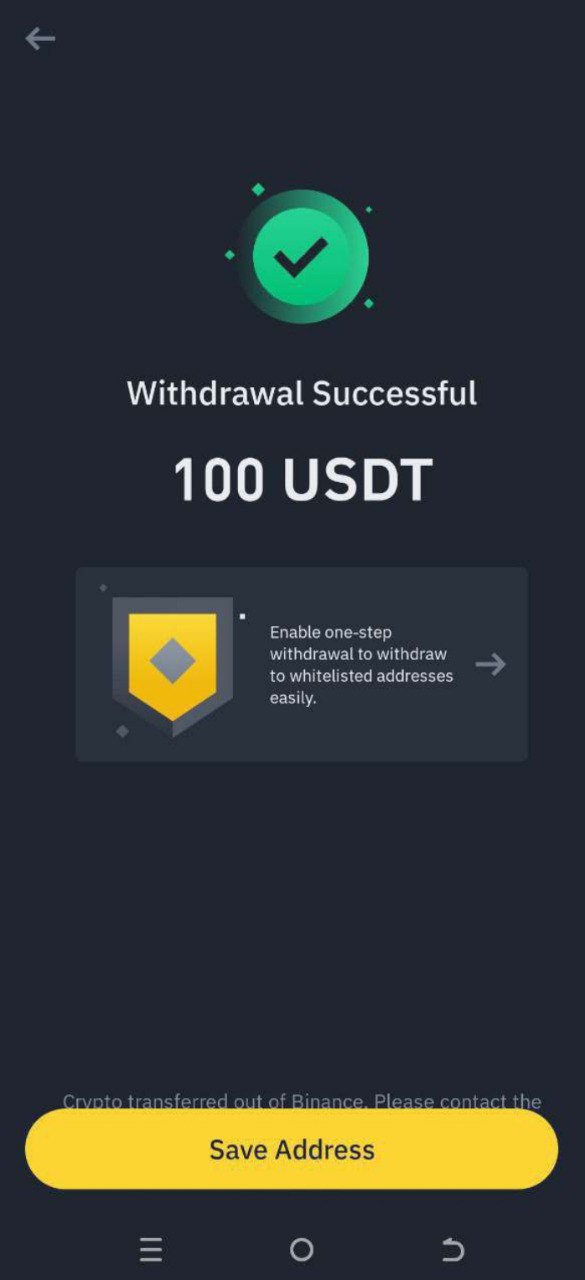 Withdrawal Successful
100 USDT
Enable one-step
withdrawal to withdraw
to whitelisted addresses
easily.
Crypto transferred out of Binance. Please contact the
Save Address